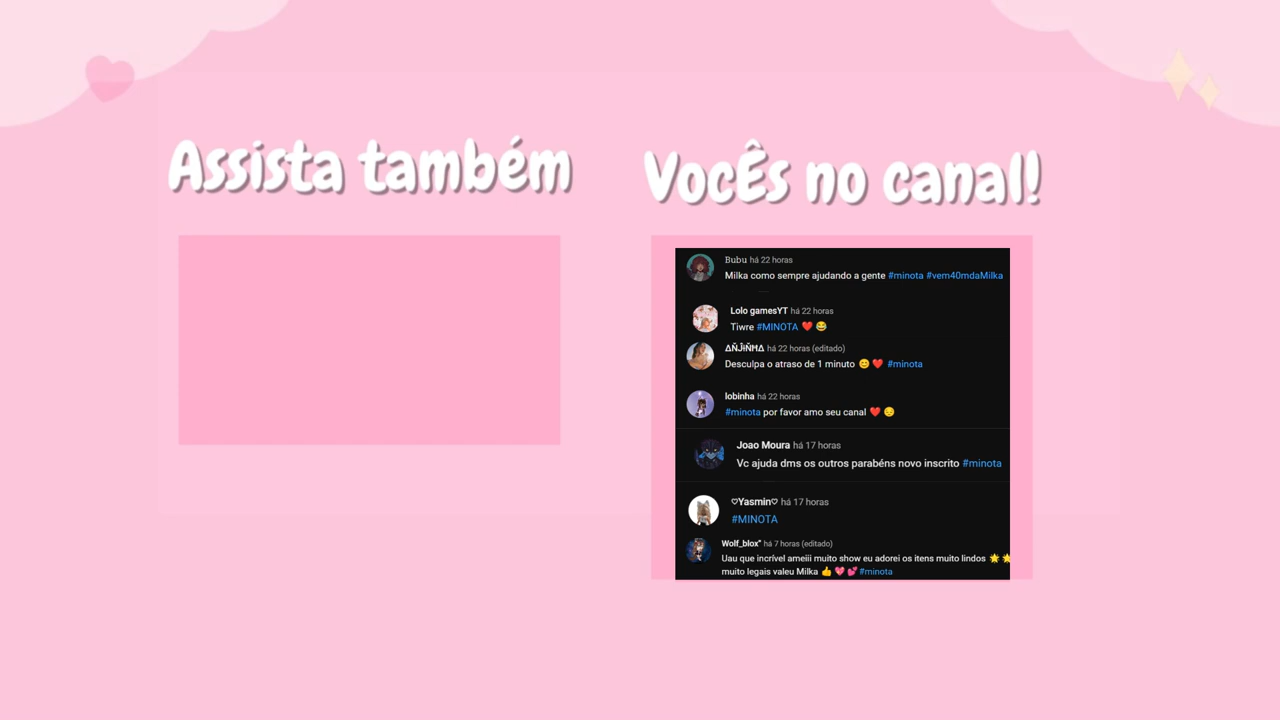 Assista também
VocÊs no canal!
Bubu há 22 horas
Milka como sempre ajudando a gente #minota #vem40mdaMilka
Lolo gamesYT há 22 horas
Tiwre #MINOTA ❤️ 😂
ΔÑĴɨÑMΔ há 22 horas (editado)
Desculpa o atraso de 1 minuto 😊 ❤️ #minota
lobinha há 22 horas
#minota por favor amo seu canal ❤️ 😔
Joao Moura há 17 horas
Vc ajuda dms os outros parabéns novo inscrito #minota
♡Yasmin♡ há 17 horas
#MINOTA
Wolf_blox" há 7 horas (editado)
Uau que incrível ameiii muito show eu adorei os itens muito lindos 🌟 🌟
muito legais valeu Milka 👍 💖 💕 #minota